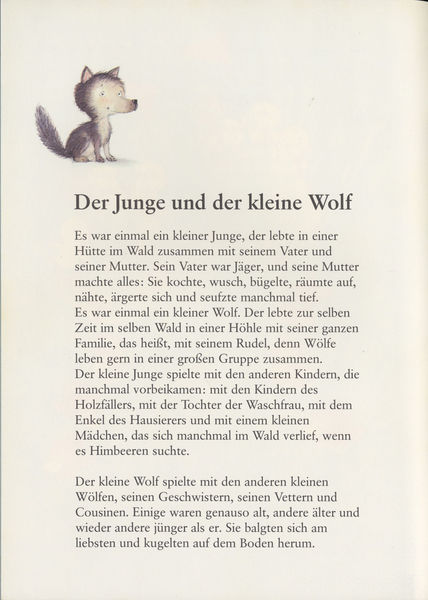 Der Junge und der kleine Wolf
Es war einmal ein kleiner Junge, der lebte in einer
Hütte im Wald zusammen mit seinem Vater und
seiner Mutter. Sein Vater war Jäger, und seine Mutter
machte alles: Sie kochte, wusch, bügelte, räumte auf,
nähte, ärgerte sich und seufzte manchmal tief.
Es war einmal ein kleiner Wolf. Der lebte zur selben
Zeit im selben Wald in einer Höhle mit seiner ganzen
Familie, das heißt, mit seinem Rudel, denn Wölfe
leben gern in einer großen Gruppe zusammen.
Der kleine Junge spielte mit den anderen Kindern, die
manchmal vorbeikamen: mit den Kindern des
Holzfällers, mit der Tochter der Waschfrau, mit dem
Enkel des Hausierers und mit einem kleinen
Mädchen, das sich manchmal im Wald verlief, wenn
es Himbeeren suchte.
Der kleine Wolf spielte mit den anderen kleinen
Wölfen, seinen Geschwistern, seinen Vettern und
Cousinen. Einige waren genauso alt, andere älter und
wieder andere jünger als er. Sie balgten sich am
liebsten und kugelten auf dem Boden herum.